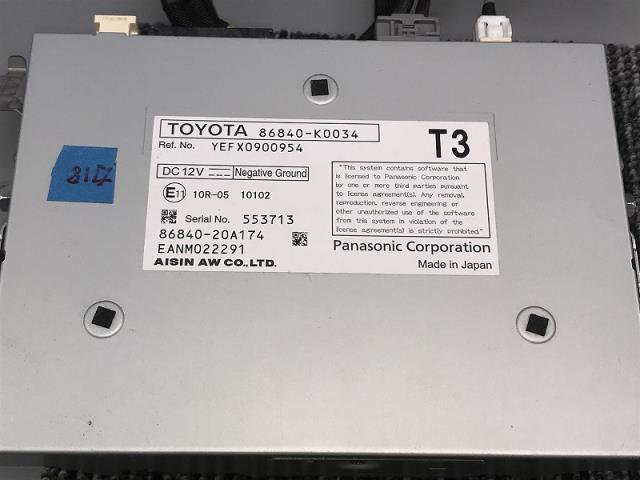 TOYOTA 86840-K0034
T3
Ref. No. YEFX0900954
DC 12V Negative Ground
E11 10R-05 10102
Serial No. 553713
86840-20A174
EANM022291
AISIN AW CO., LTD.
"This system contains software that
is licensed to Panasonic Corporation
by one or more third parties pursuant
to license agreement(s). Any removal,
reproduction, reverse engineering or
other unauthorized use of the software
from this system in violation of the
license agreement(s) is strictly prohibited."
Panasonic Corporation
Made in Japan